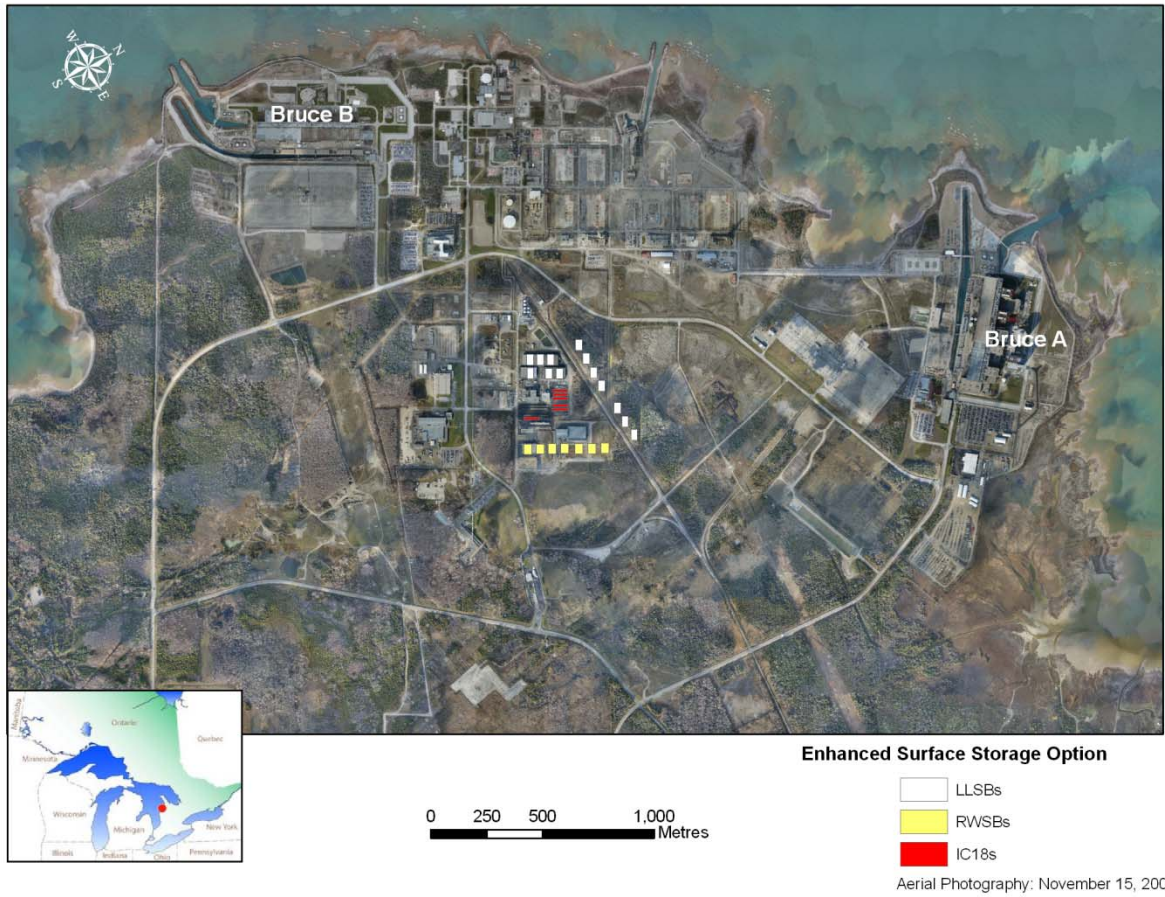 W
N
S
E
Bruce B
Bruce A
Manitoba
Ontario
Quebec
Minnesota
Wisconsin
Michigan
New York
Illinois
Indiana
Ohio
Pennsylvania
0 250 500 1,000
Metres
Enhanced Surface Storage Option
LLSBs
RWSBs
IC18s
Aerial Photography: November 15, 200